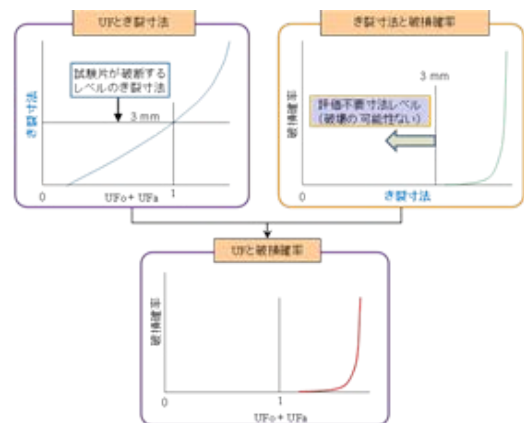 UFとき裂寸法
試験片が破断する
レベルのき裂寸法
3 mm
き裂寸法
0
1
UFo+ UFa
き裂寸法と破損確率
3 mm
評価不要寸法レベル
(破壊の可能性ない)
破損確率
0
き裂寸法
UFと破損確率
破損確率
0
1
UFo+ UFa